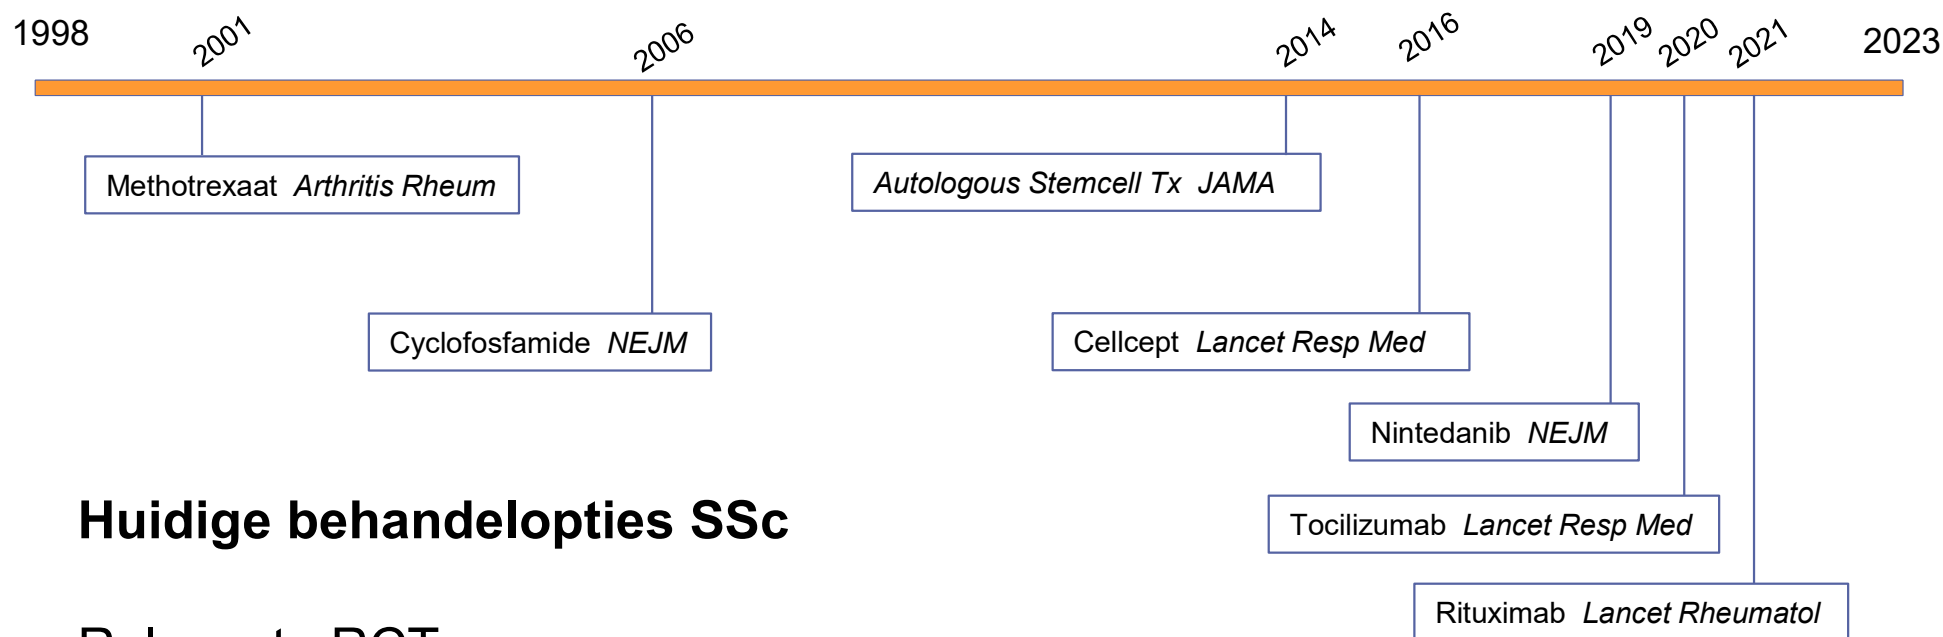 1998
2001
2006
2014
2016
2019
2020
2021
2023
Methotrexaat Arthritis Rheum
Autologous Stemcell Tx JAMA
Cyclofosfamide NEJM
Cellcept Lancet Resp Med
Nintedanib NEJM
Huidige behandelopties SSc
Tocilizumab Lancet Resp Med
Rituximab Lancet Rheumatol